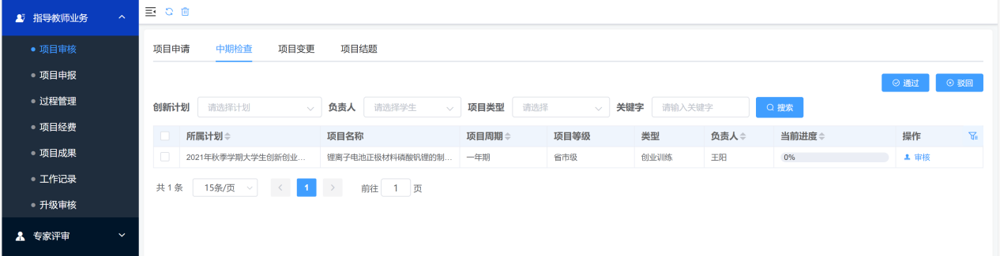 指导教师业务
项目审核
项目申报
过程管理
项目经费
项目成果
工作记录
升级审核
专家评审
项目申请 中期检查 项目变更 项目结题
通过 驳回
创新计划 请选择计划 负责人 请选择学生 项目类型 请选择 关键字 请输入关键字 搜索
所属计划 项目名称 项目周期 项目等级 类型 负责人 当前进度 操作
2021年秋季学期大学生创新创业... 锂离子电池正极材料磷酸钒锂的制... 一年期 省市级 创业训练 王阳 0% 审核
共 1 条 15条/页 1 前往 1 页